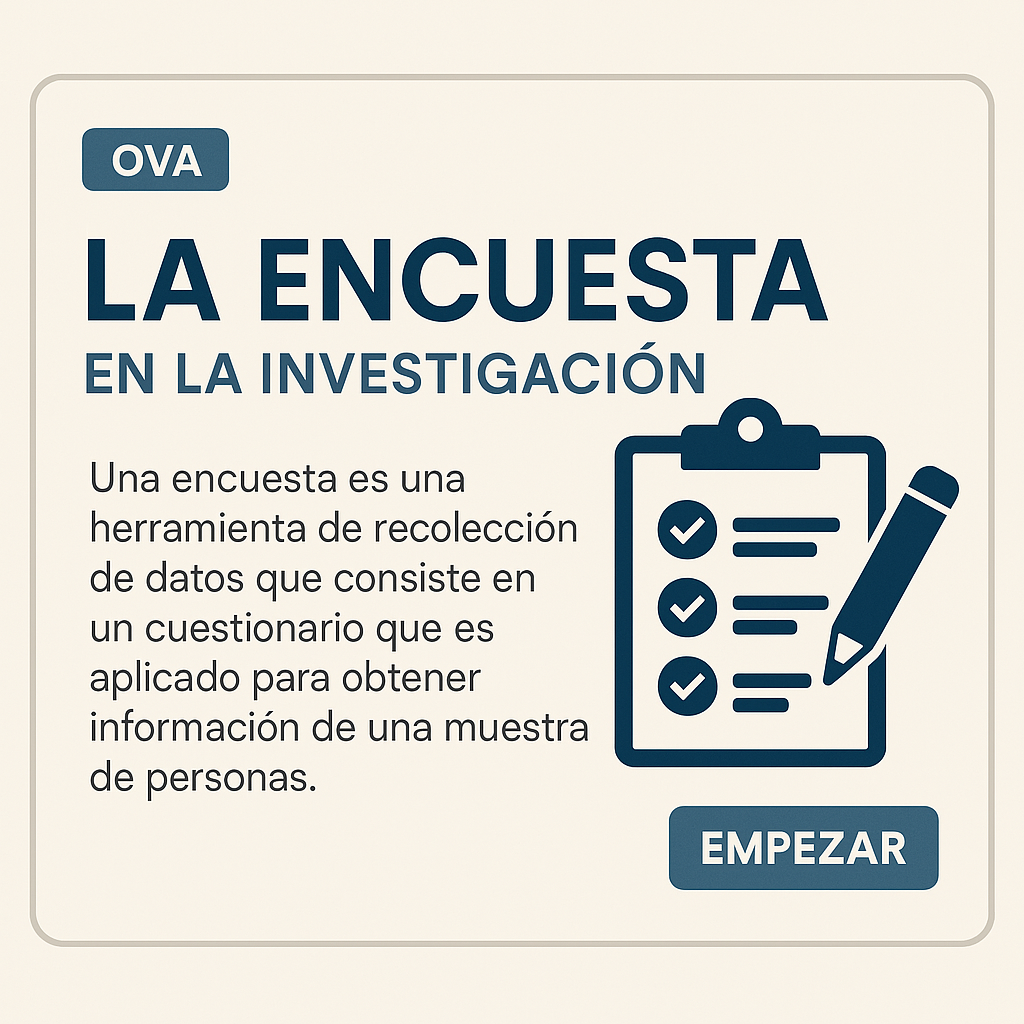 OVA
LA ENCUESTA
EN LA INVESTIGACIÓN
Una encuesta es una
herramienta de recolección
de datos que consiste en
un cuestionario que es
aplicado para obtener
información de una muestra
de personas.
EMPEZAR